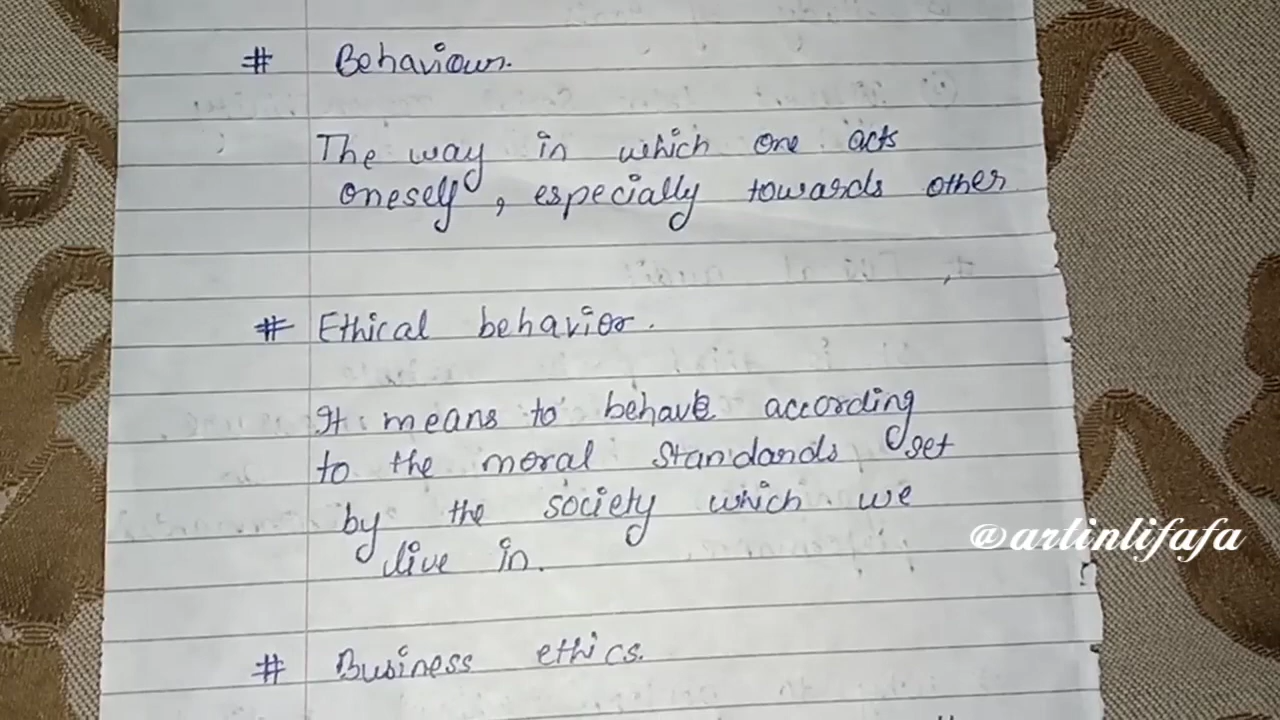 # Behaviour.
The way in which one acts
oneself, especially towards other
# Ethical behavior.
It means to behave according
to the moral standards set
by the society which we
live in.
@artinlifafa
# Business ethics.